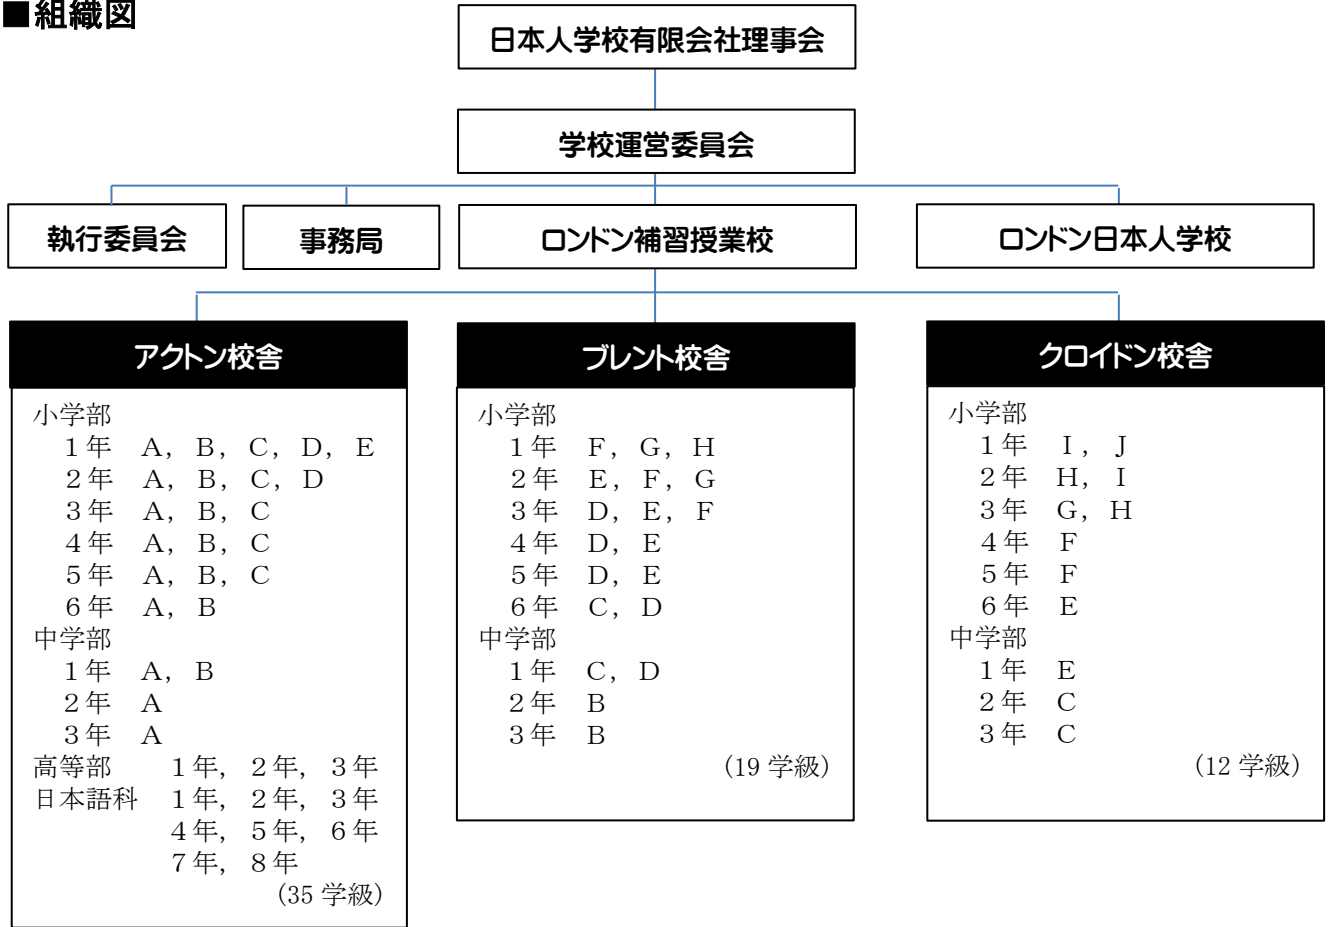 ■組織図
日本人学校有限会社理事会
学校運営委員会
執行委員会
事務局
ロンドン補習授業校
ロンドン日本人学校
アクトン校舎
小学部
1年 A, B, C, D, E
2年 A, B, C, D
3年 A, B, C
4年 A, B, C
5年 A, B, C
6年 A, B
中学部
1年 A, B
2年 A
3年 A
高等部 1年, 2年, 3年
日本語科 1年, 2年, 3年
4年, 5年, 6年
7年, 8年
(35 学級)
ブレント校舎
小学部
1年 F, G, H
2年 E, F, G
3年 D, E, F
4年 D, E
5年 D, E
6年 C, D
中学部
1年 C, D
2年 B
3年 B
(19 学級)
クロイドン校舎
小学部
1年 I, J
2年 H, I
3年 G, H
4年 F
5年 F
6年 E
中学部
1年 E
2年 C
3年 C
(12 学級)